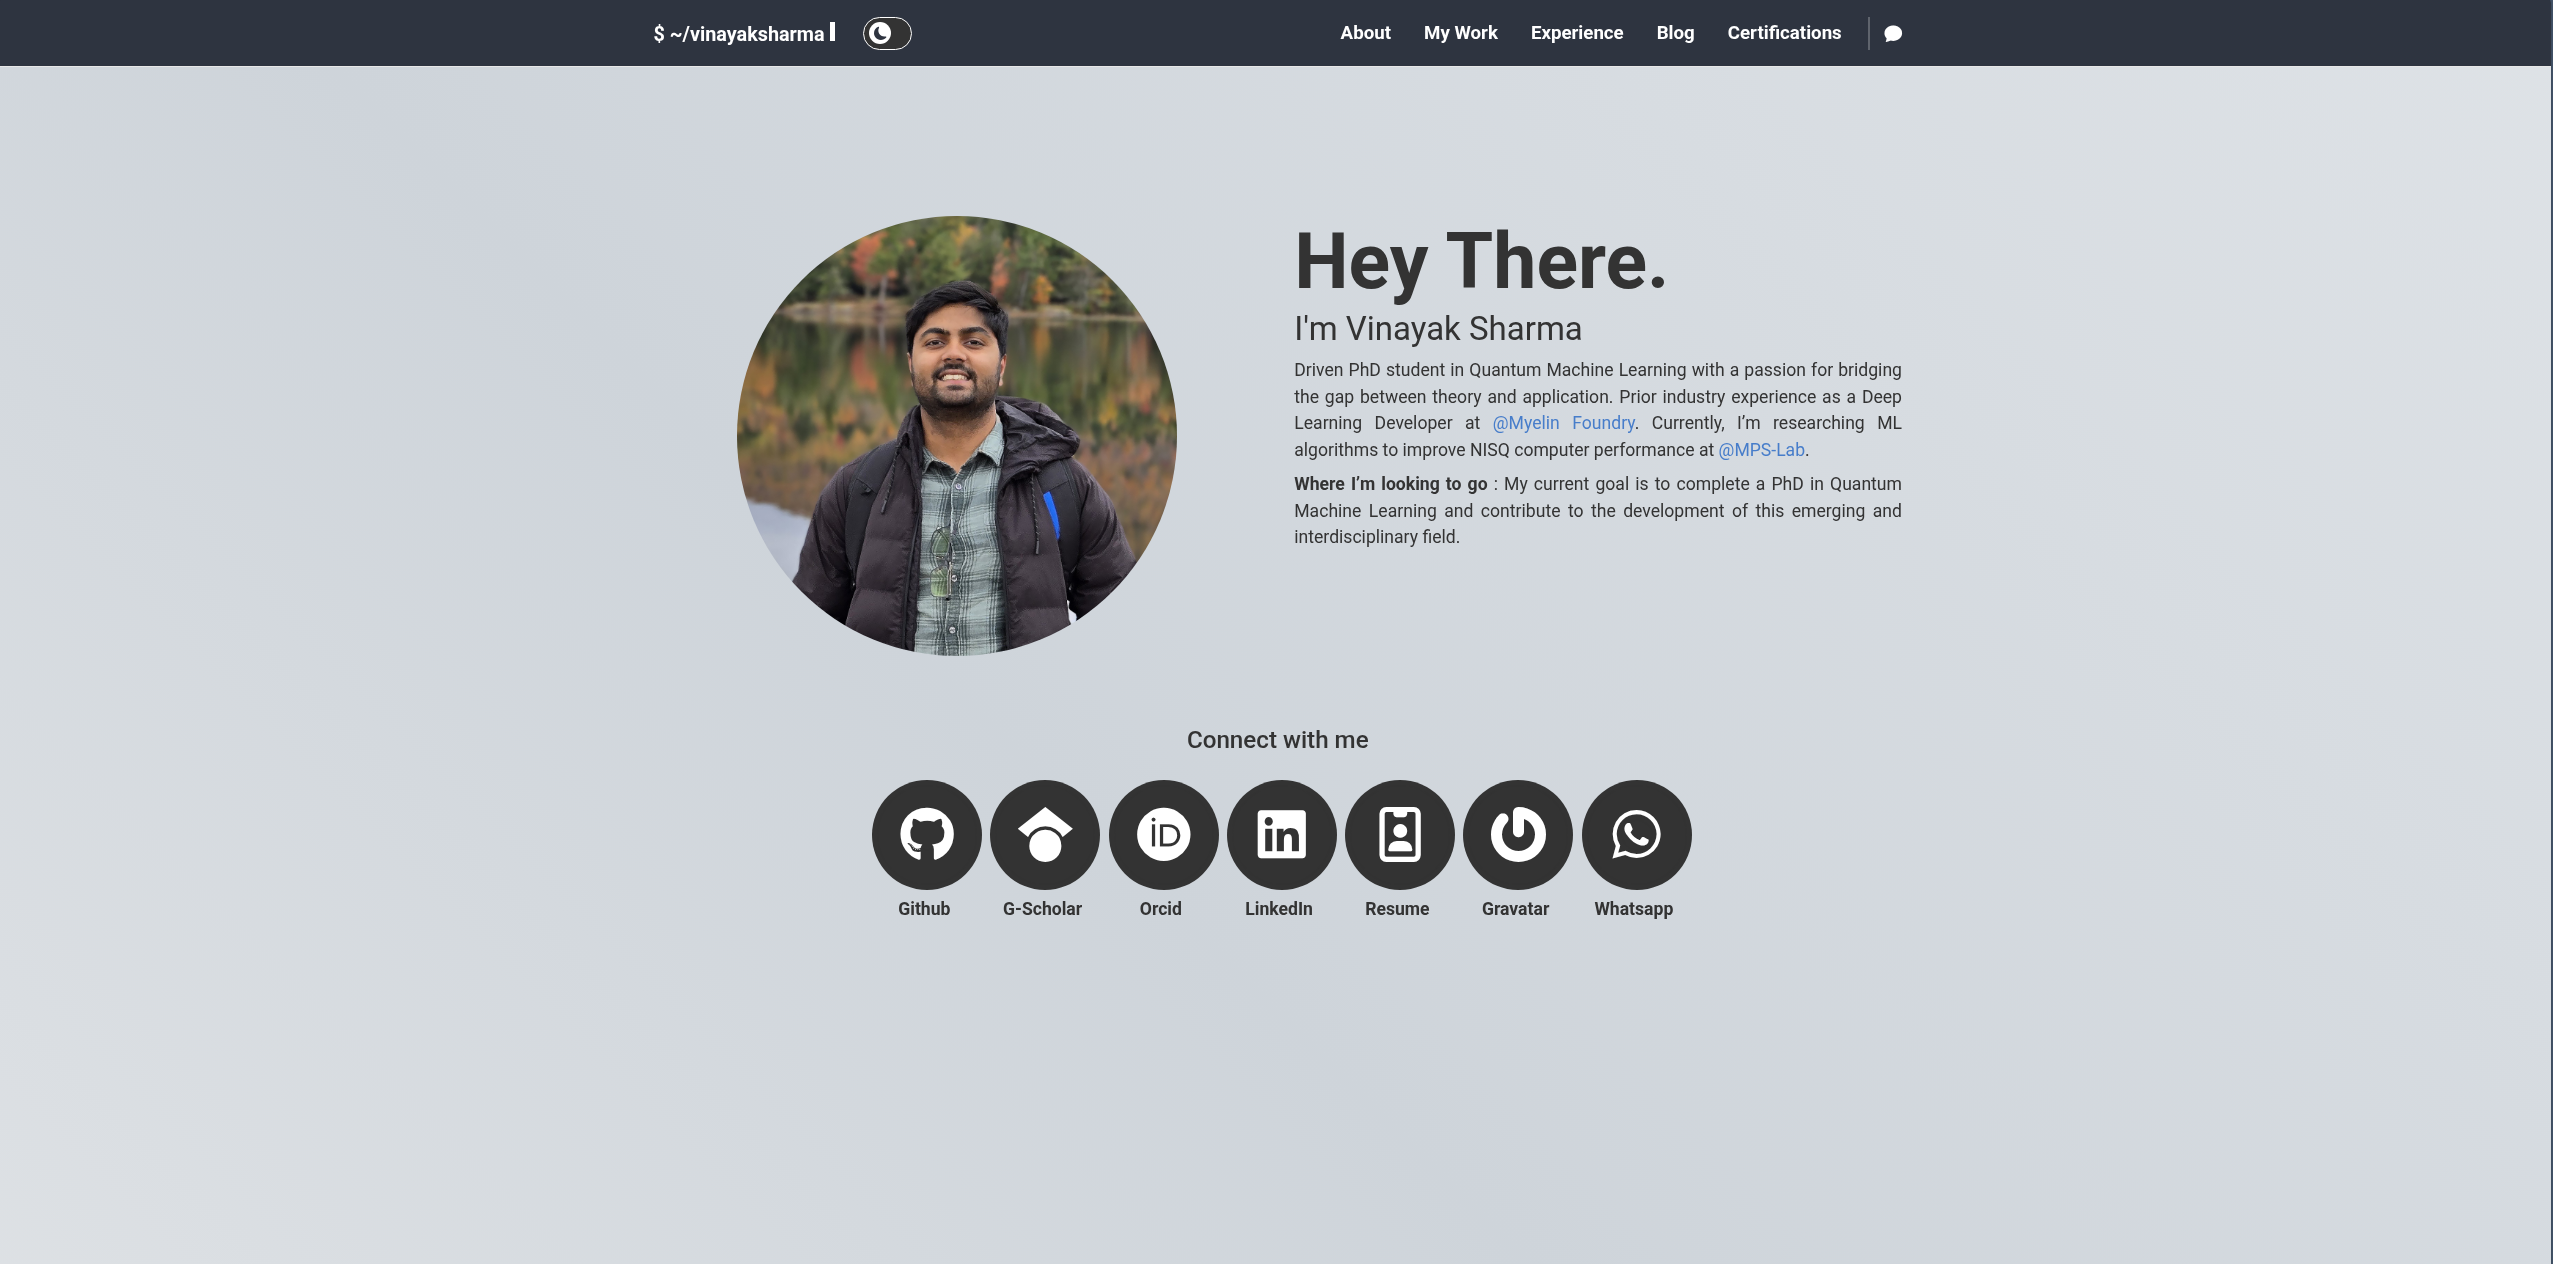 $ ~/vinayaksharma
About
My Work
Experience
Blog
Certifications
Hey There.
I'm Vinayak Sharma
Driven PhD student in Quantum Machine Learning with a passion for bridging
the gap between theory and application. Prior industry experience as a Deep
Learning Developer at @Myelin Foundry. Currently, I’m researching ML
algorithms to improve NISQ computer performance at @MPS-Lab.
Where I’m looking to go : My current goal is to complete a PhD in Quantum
Machine Learning and contribute to the development of this emerging and
interdisciplinary field.
Connect with me
iD
in
Github
G-Scholar
Orcid
LinkedIn
Resume
Gravatar
Whatsapp